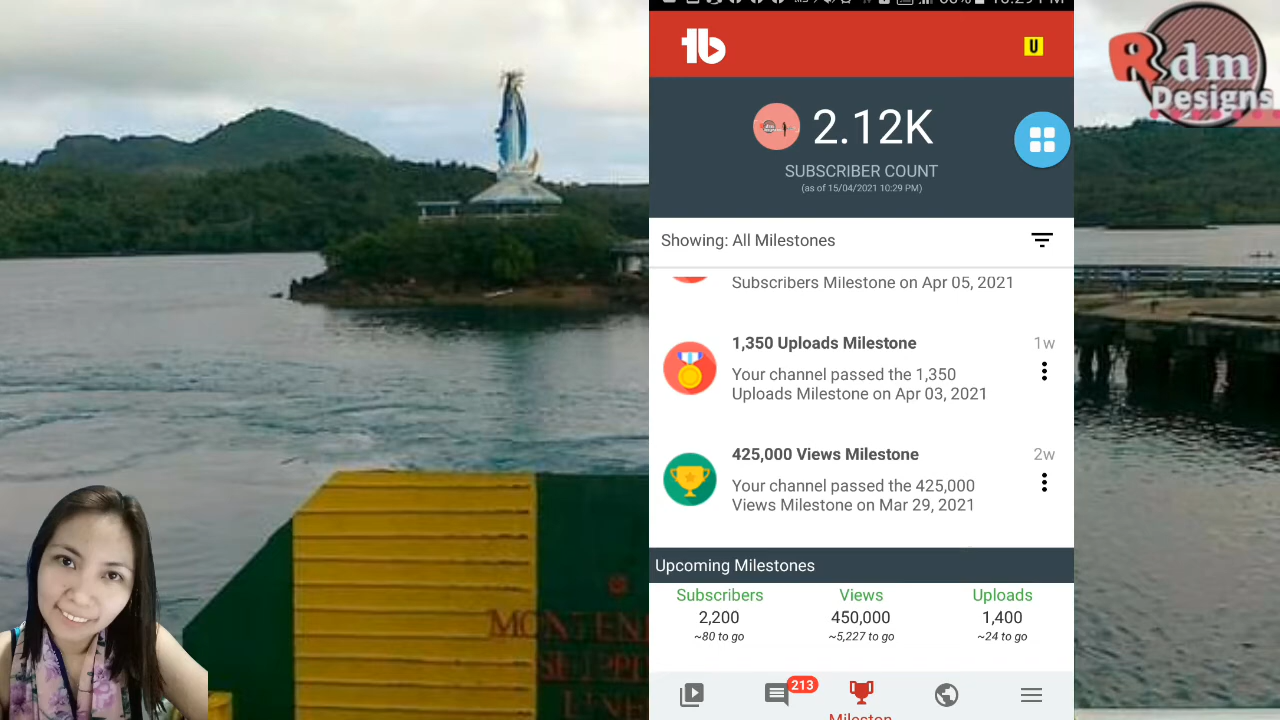 tb
U
2.12K
SUBSCRIBER COUNT
(as of 15/04/2021 10:29 PM)
Rdm
Designs
Showing: All Milestones
Subscribers Milestone on Apr 05, 2021
1,350 Uploads Milestone
1w
Your channel passed the 1,350
Uploads Milestone on Apr 03, 2021
425,000 Views Milestone
2w
Your channel passed the 425,000
Views Milestone on Mar 29, 2021
Upcoming Milestones
Subscribers
Views
Uploads
2,200
450,000
1,400
~80 to go
~5,227 to go
~24 to go
213
MONTENE